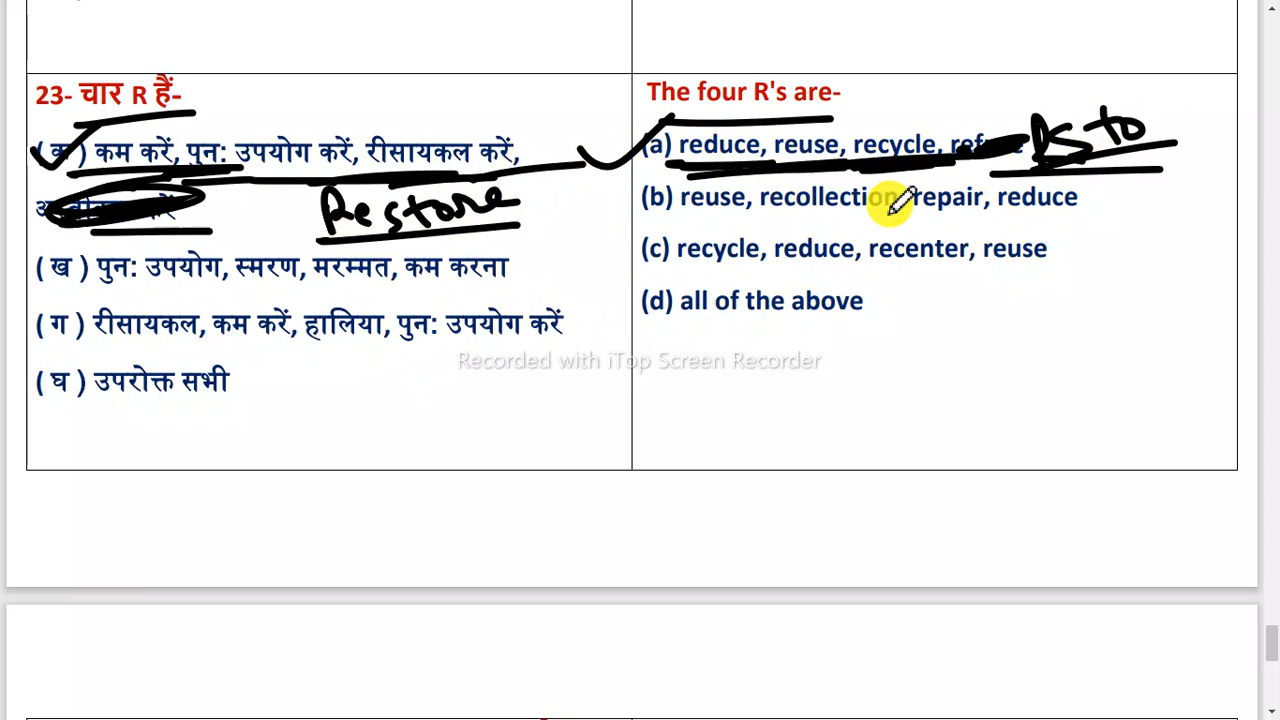 23- चार R हैं-
( क ) कम करें, पुन: उपयोग करें, रीसायकल करें,
Restore
( ख ) पुन: उपयोग, स्मरण, मरम्मत, कम करना
( ग ) रीसायकल, कम करें, हालिया, पुन: उपयोग करें
( घ ) उपरोक्त सभी
The four R's are-
(a) reduce, reuse, recycle,
(b) reuse, recollection, repair, reduce
(c) recycle, reduce, recenter, reuse
(d) all of the above
Recorded with iTop Screen Recorder